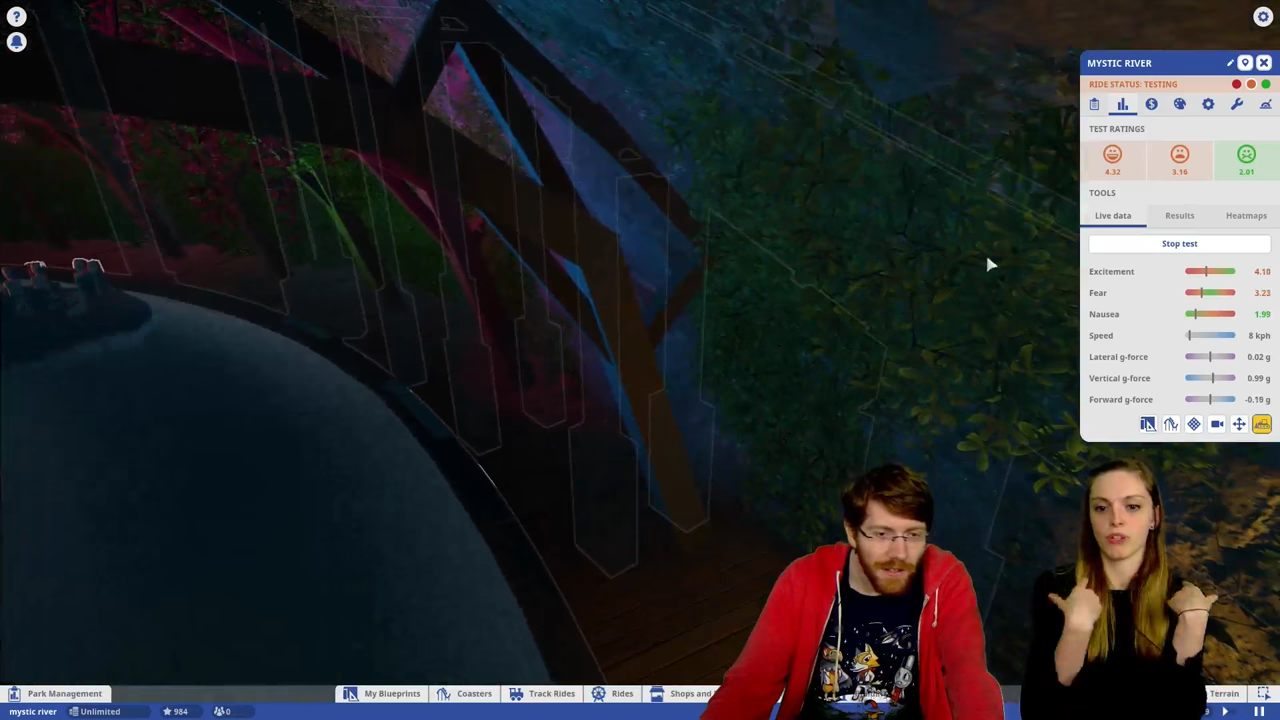 ?
MYSTIC RIVER
RIDE STATUS: TESTING
$
TEST RATINGS
4.32 3.16 2.01
TOOLS
Live data Results Heatmaps
Stop test
Excitement 4.10
Fear 3.23
Nausea 1.99
Speed 8 kph
Lateral g-force 0.02 g
Vertical g-force 0.99 g
Forward g-force -0.19 g
Park Management My Blueprints Coasters Track Rides Rides Shops and Terrain
mystic river Unlimited 984 0